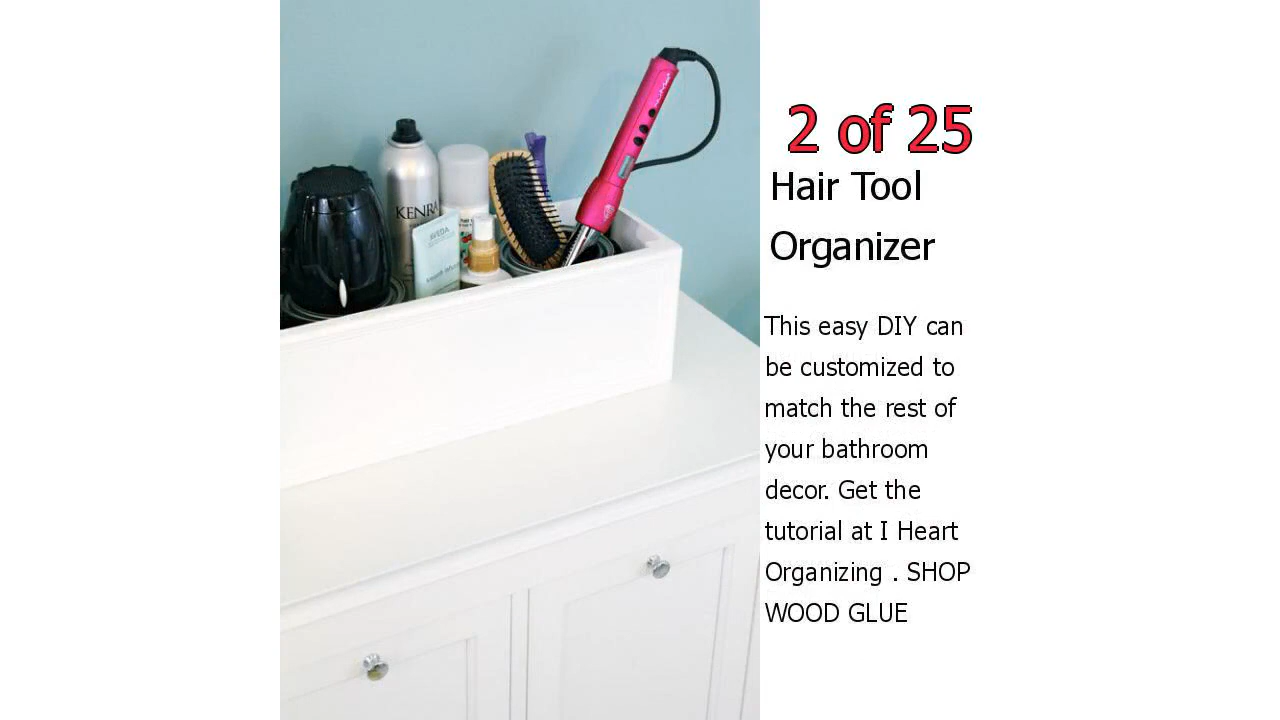 2 of 25
Hair Tool
Organizer
This easy DIY can
be customized to
match the rest of
your bathroom
decor. Get the
tutorial at I Heart
Organizing . SHOP
WOOD GLUE
KENRA
AVEDA